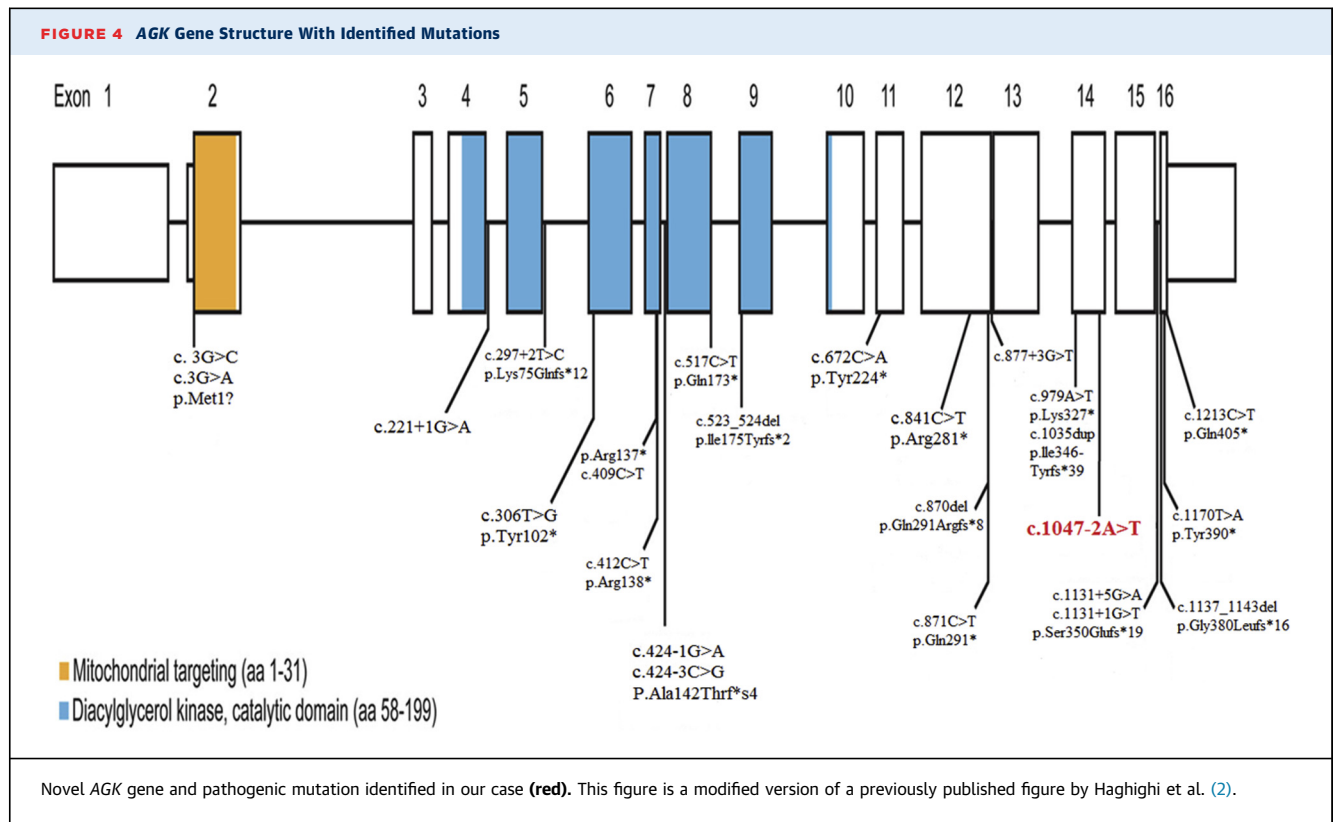 FIGURE 4 AGK Gene Structure With Identified Mutations
Exon 1 2 3 4 5 6 7 8 9 10 11 12 13 14 15 16
c. 3G>C
c.3G>A
p.Met1?
c.221+1G>A
c.297+2T>C
p.Lys75Glnfs*12
c.306T>G
p.Tyr102*
p.Arg137*
c.409C>T
c.412C>T
p.Arg138*
c.424-1G>A
c.424-3C>G
P.Ala142Thrf*s4
c.517C>T
p.Gln173*
c.523_524del
p.Ile175Tyrfs*2
c.672C>A
p.Tyr224*
c.841C>T
p.Arg281*
c.870del
p.Gln291Argfs*8
c.871C>T
p.Gln291*
c.877+3G>T
c.979A>T
p.Lys327*
c.1035dup
p.Ile346-
Tyrfs*39
c.1047-2A>T
c.1131+5G>A
c.1131+1G>T
p.Ser350Glufs*19
c.1137_1143del
p.Gly380Leufs*16
c.1170T>A
p.Tyr390*
c.1213C>T
p.Gln405*
Mitochondrial targeting (aa 1-31)
Diacylglycerol kinase, catalytic domain (aa 58-199)
Novel AGK gene and pathogenic mutation identified in our case (red). This figure is a modified version of a previously published figure by Haghighi et al. (2).